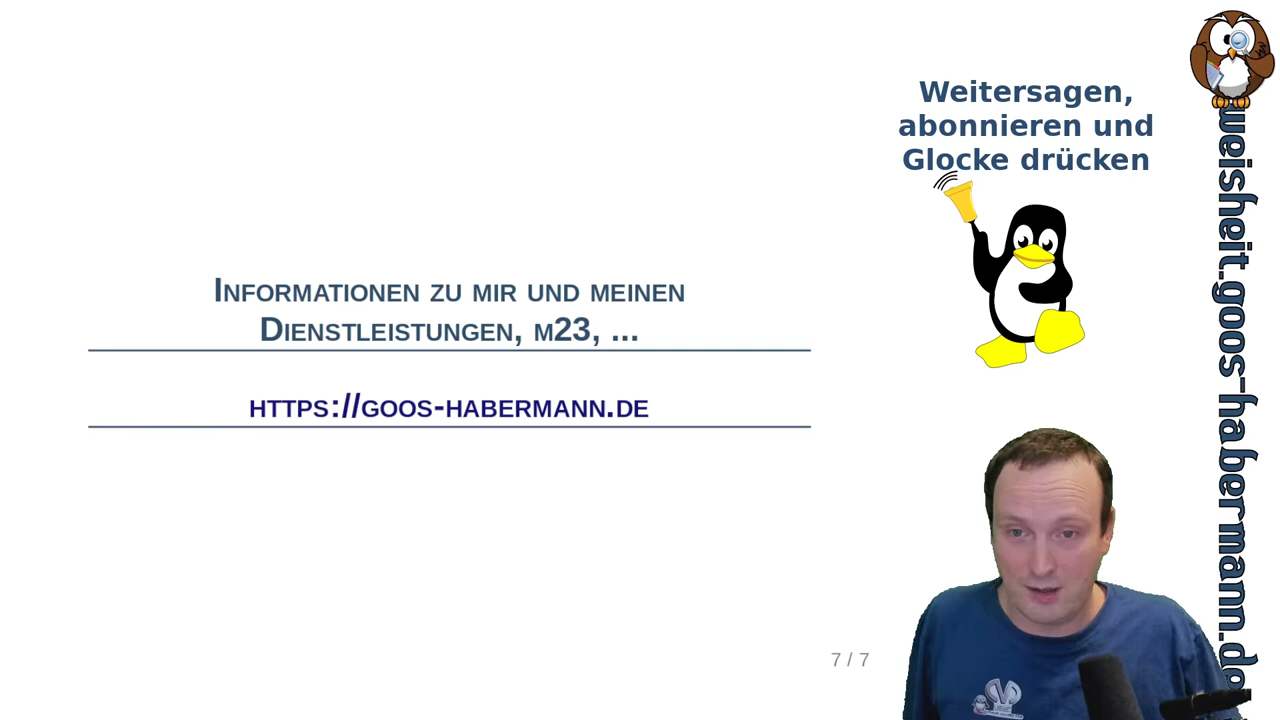 Weitersagen,
abonnieren und
Glocke drücken
Informationen zu mir und meinen
Dienstleistungen, m23, ...
https://goos-habermann.de
7 / 7
weisheit.goos-habermann.de